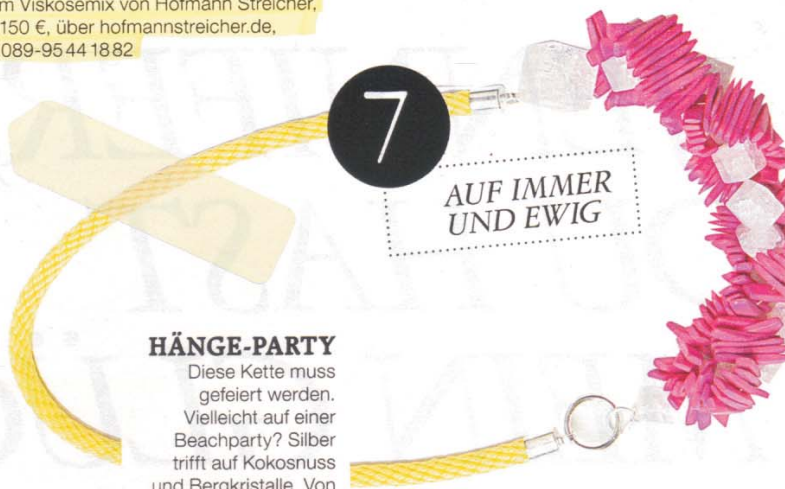 m Viskosemix von Hofmann Streicher,
150 €, über hofmannstreicher.de,
089-95 44 18 82
7
AUF IMMER
UND EWIG
HÄNGE-PARTY
Diese Kette muss
gefeiert werden.
Vielleicht auf einer
Beachparty? Silber
trifft auf Kokosnuss
und Bergkristalle. Von